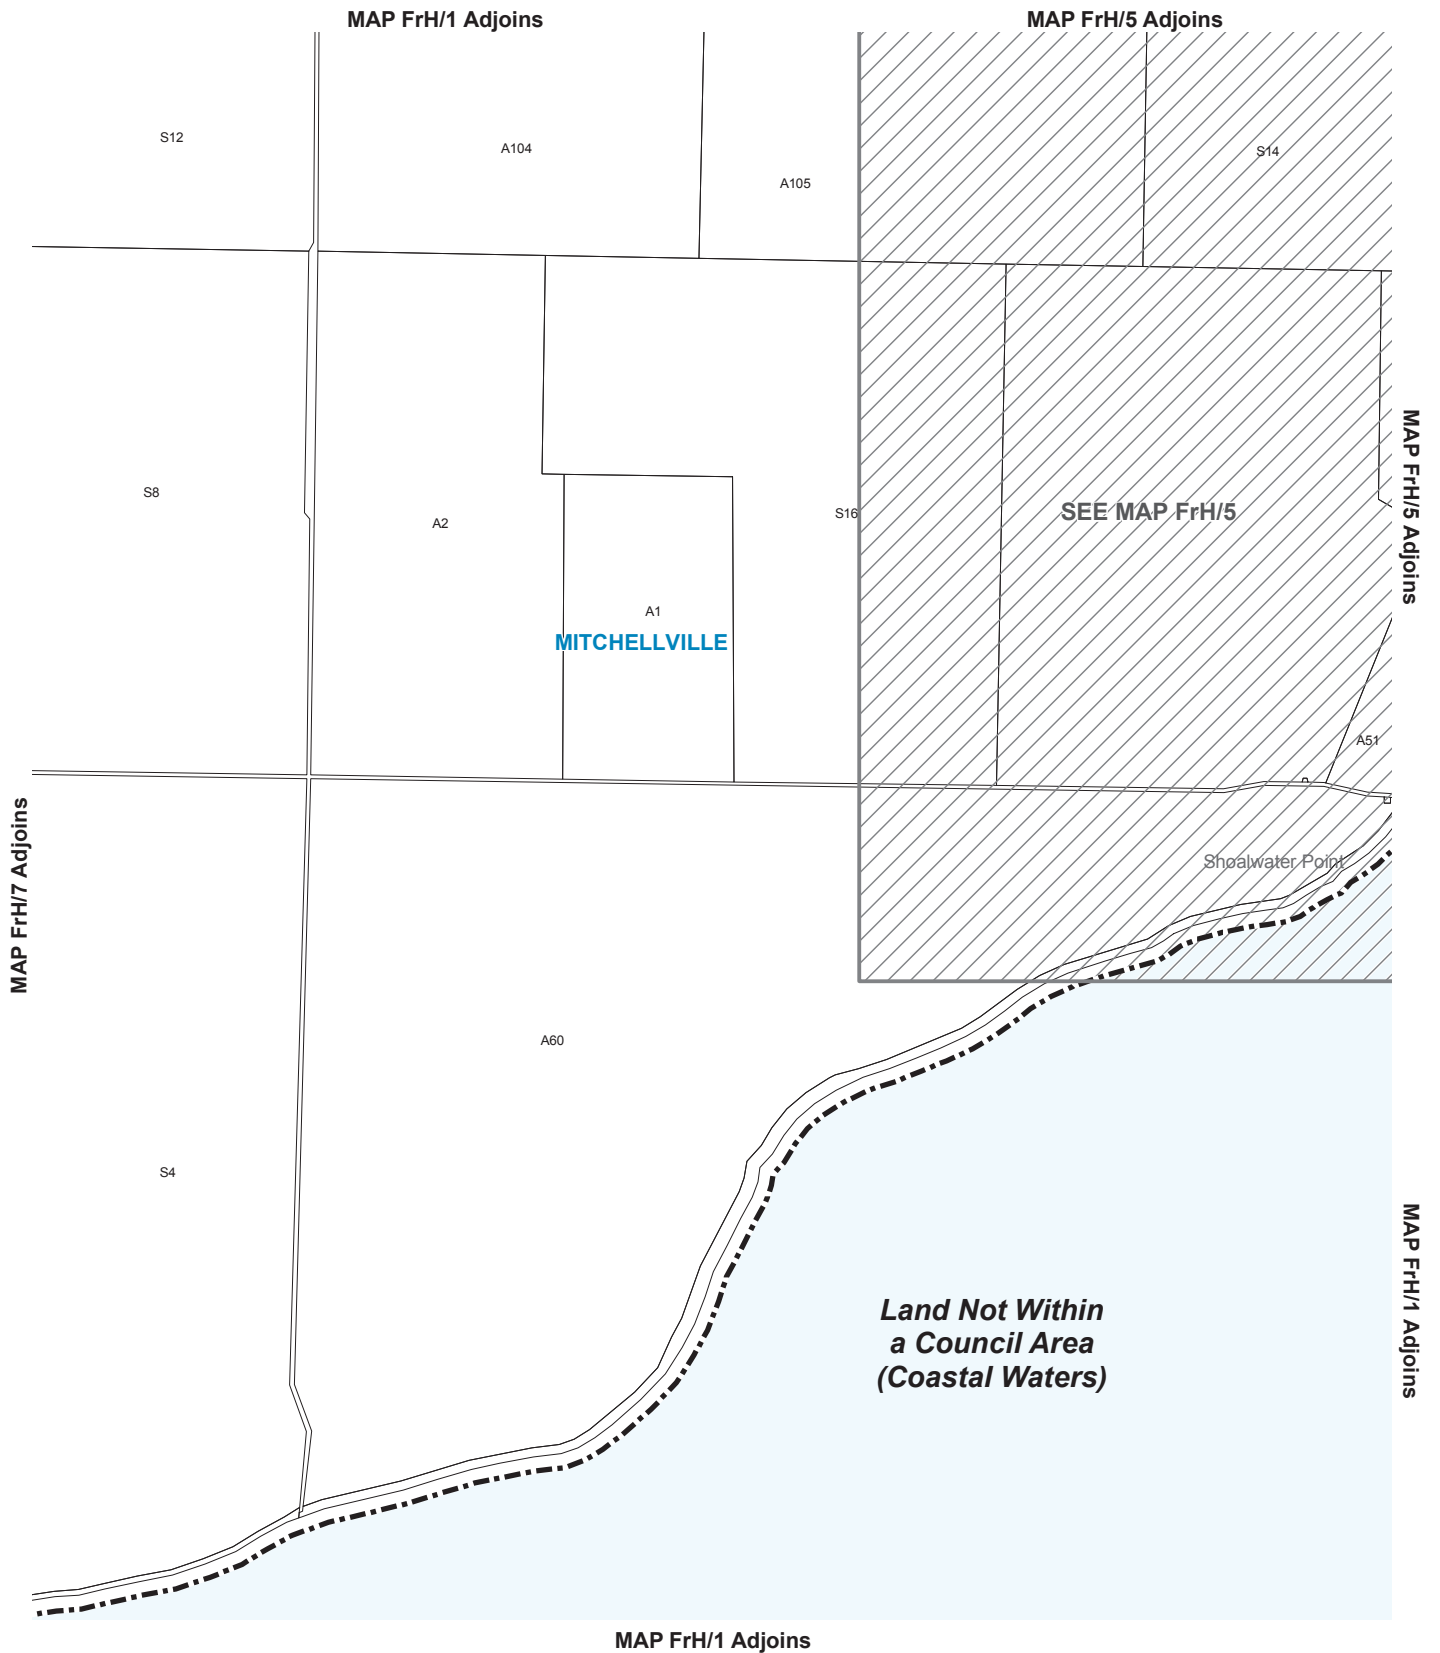 MAP FrH/1 Adjoins
MAP FrH/5 Adjoins
S12
A104
S14
A105
MAP FrH/5 Adjoins
S8
A2
S16
SEE MAP FrH/5
A1
MITCHELLVILLE
A51
MAP FrH/7 Adjoins
Shoalwater Point
A60
S4
MAP FrH/1 Adjoins
Land Not Within
a Council Area
(Coastal Waters)
MAP FrH/1 Adjoins